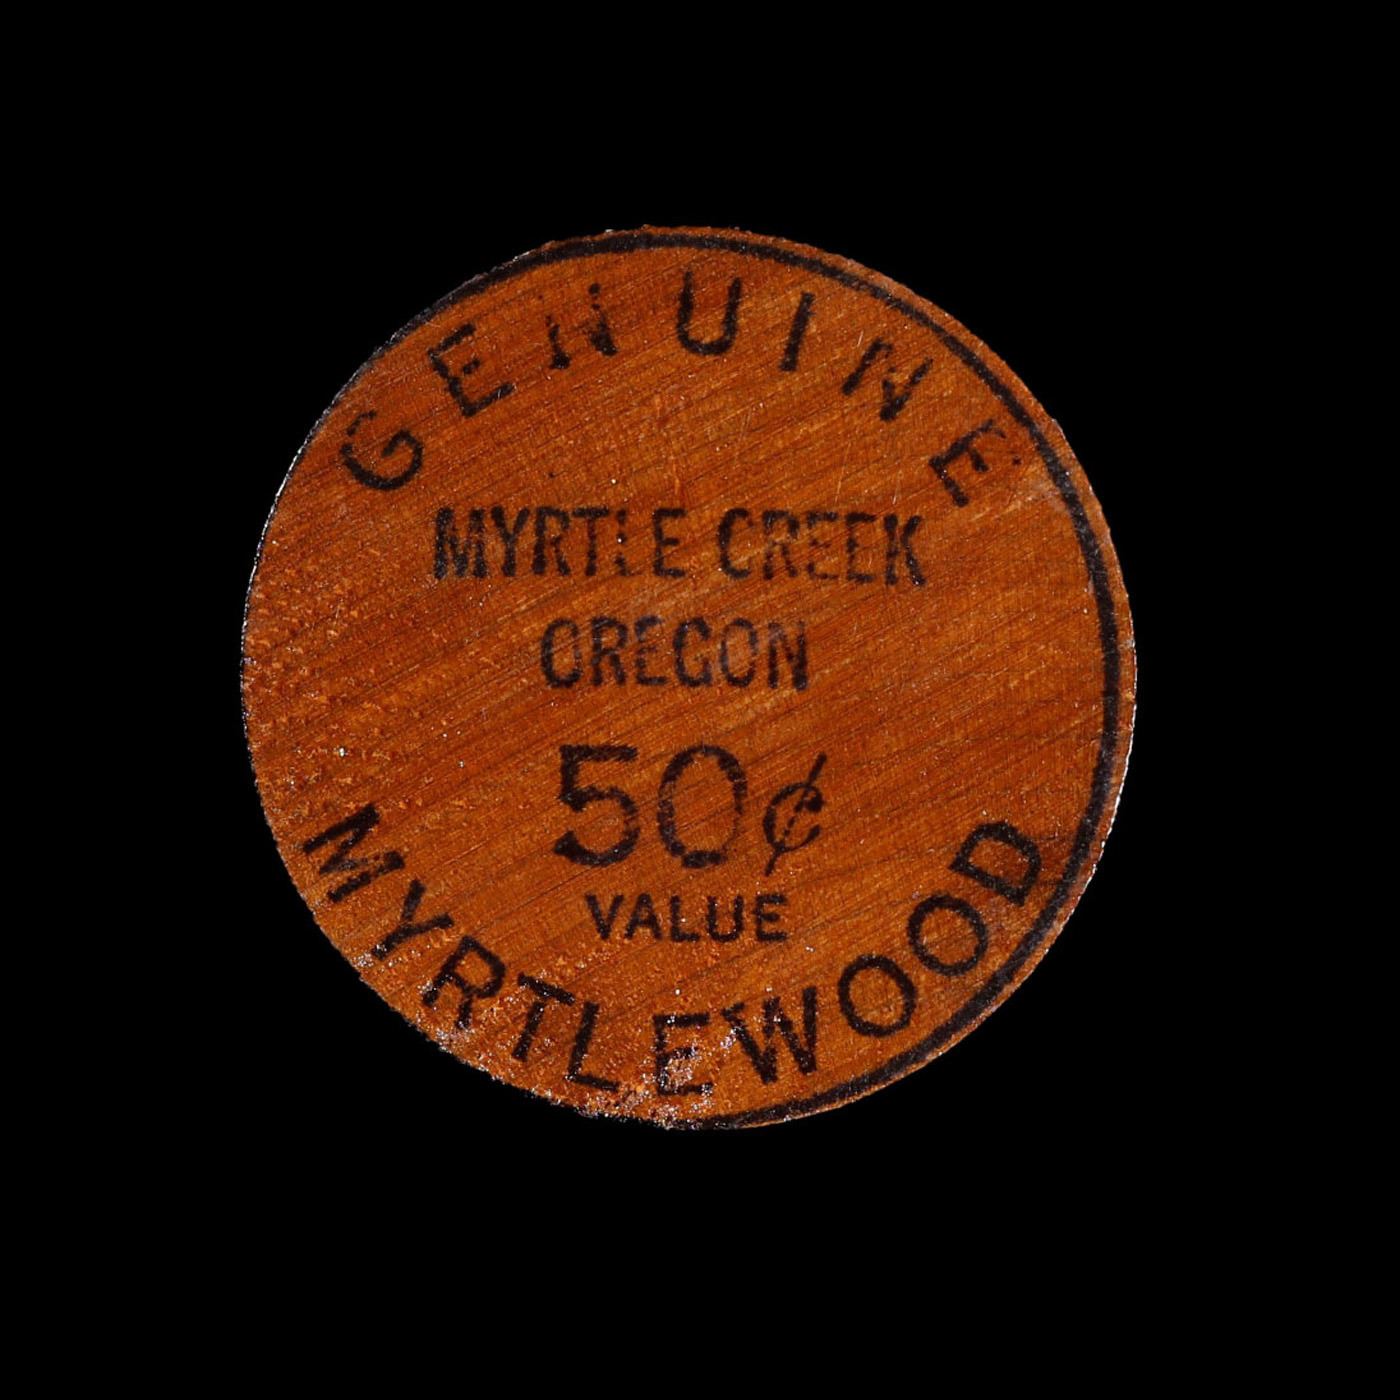 GENUINE
MYRTLE CREEK
OREGON
50¢
VALUE
MYRTLEWOOD